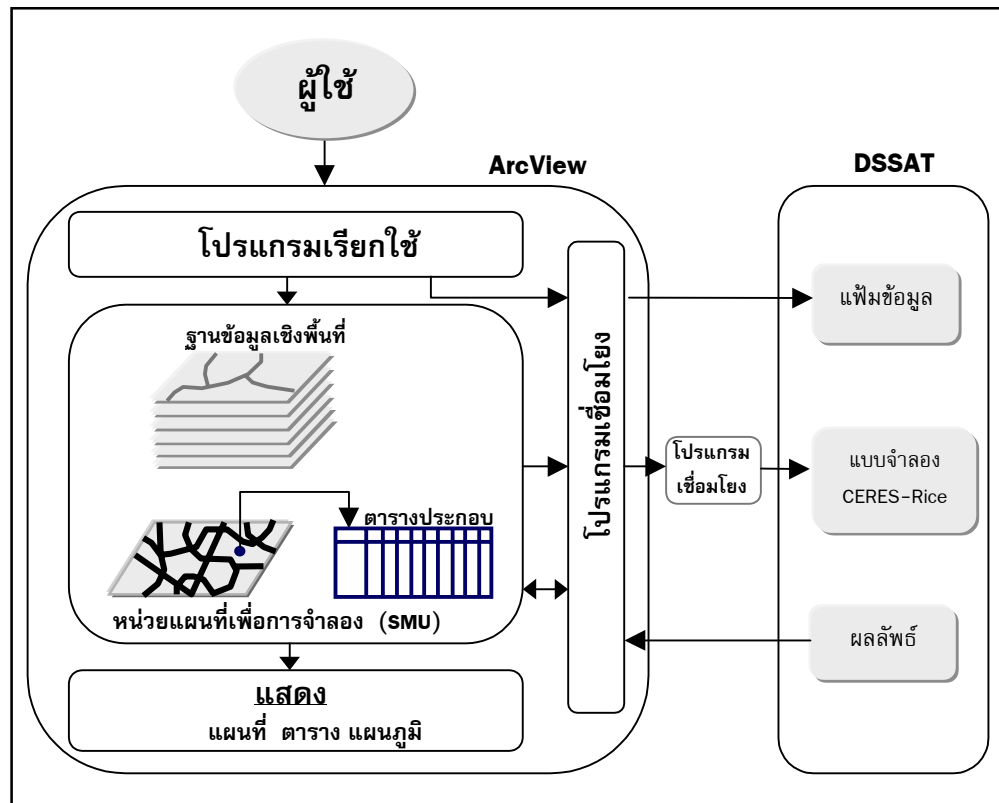 ผู้ใช้
ArcView
DSSAT
โปรแกรมเรียกใช้
ฐานข้อมูลเชิงพื้นที่
ตารางประกอบ
หน่วยแผนที่เพื่อการจำลอง (SMU)
แสดง
แผนที่ ตาราง แผนภูมิ
โปรแกรมเชื่อมโยง
โปรแกรม
เชื่อมโยง
แฟ้มข้อมูล
แบบจำลอง
CERES-Rice
ผลลัพธ์